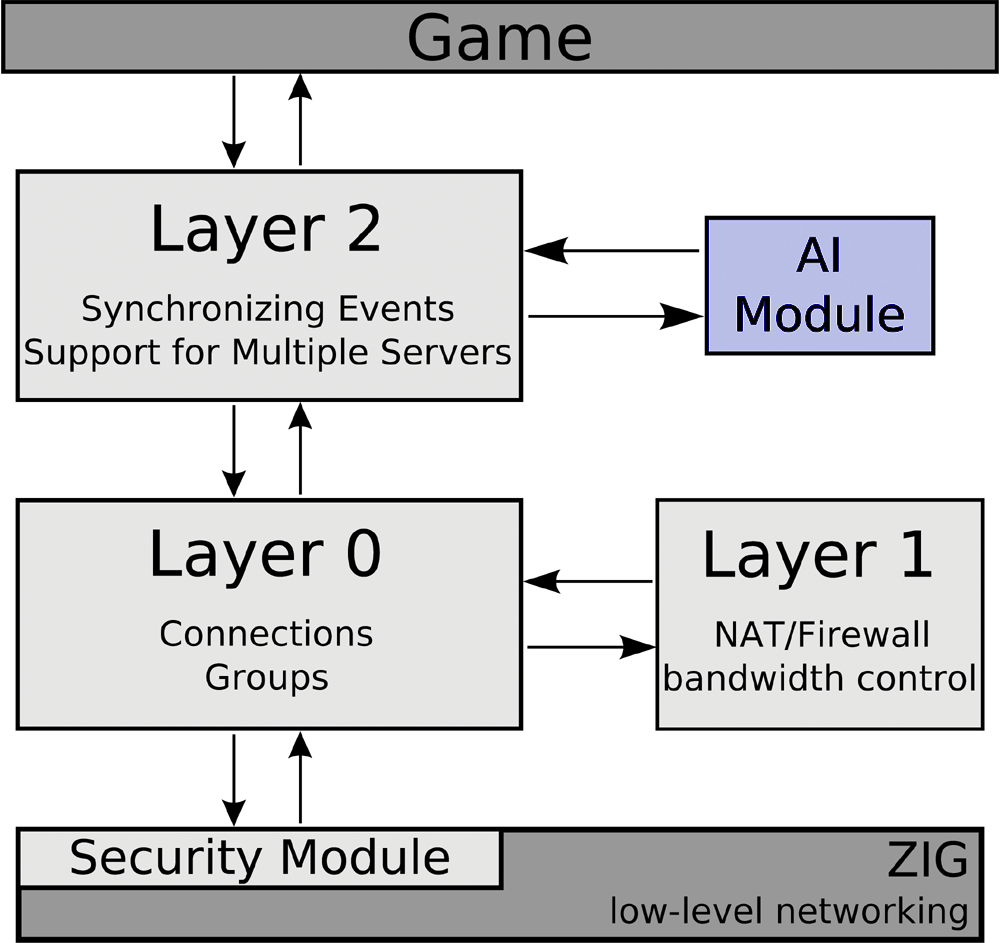 Game
Layer 2
Synchronizing Events
Support for Multiple Servers
AI
Module
Layer 0
Connections
Groups
Layer 1
NAT/Firewall
bandwidth control
Security Module
ZIG
low-level networking